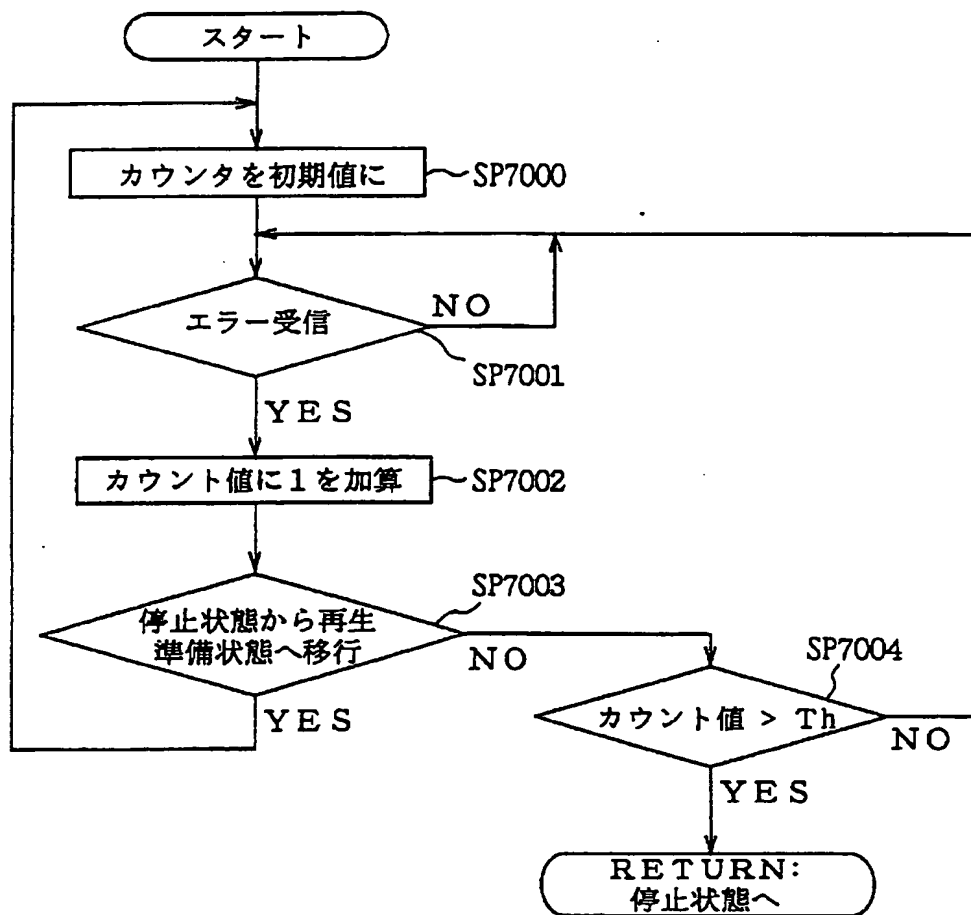 スタート
カウンタを初期値に
SP7000
エラー受信
NO
SP7001
YES
カウント値に1を加算
SP7002
停止状態から再生
準備状態へ移行
SP7003
NO
YES
カウント値 > Th
SP7004
NO
YES
RETURN:
停止状態へ